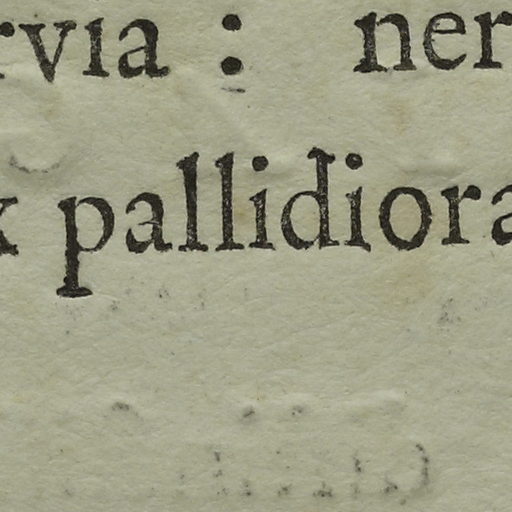 rvia : ner
x pallidiora